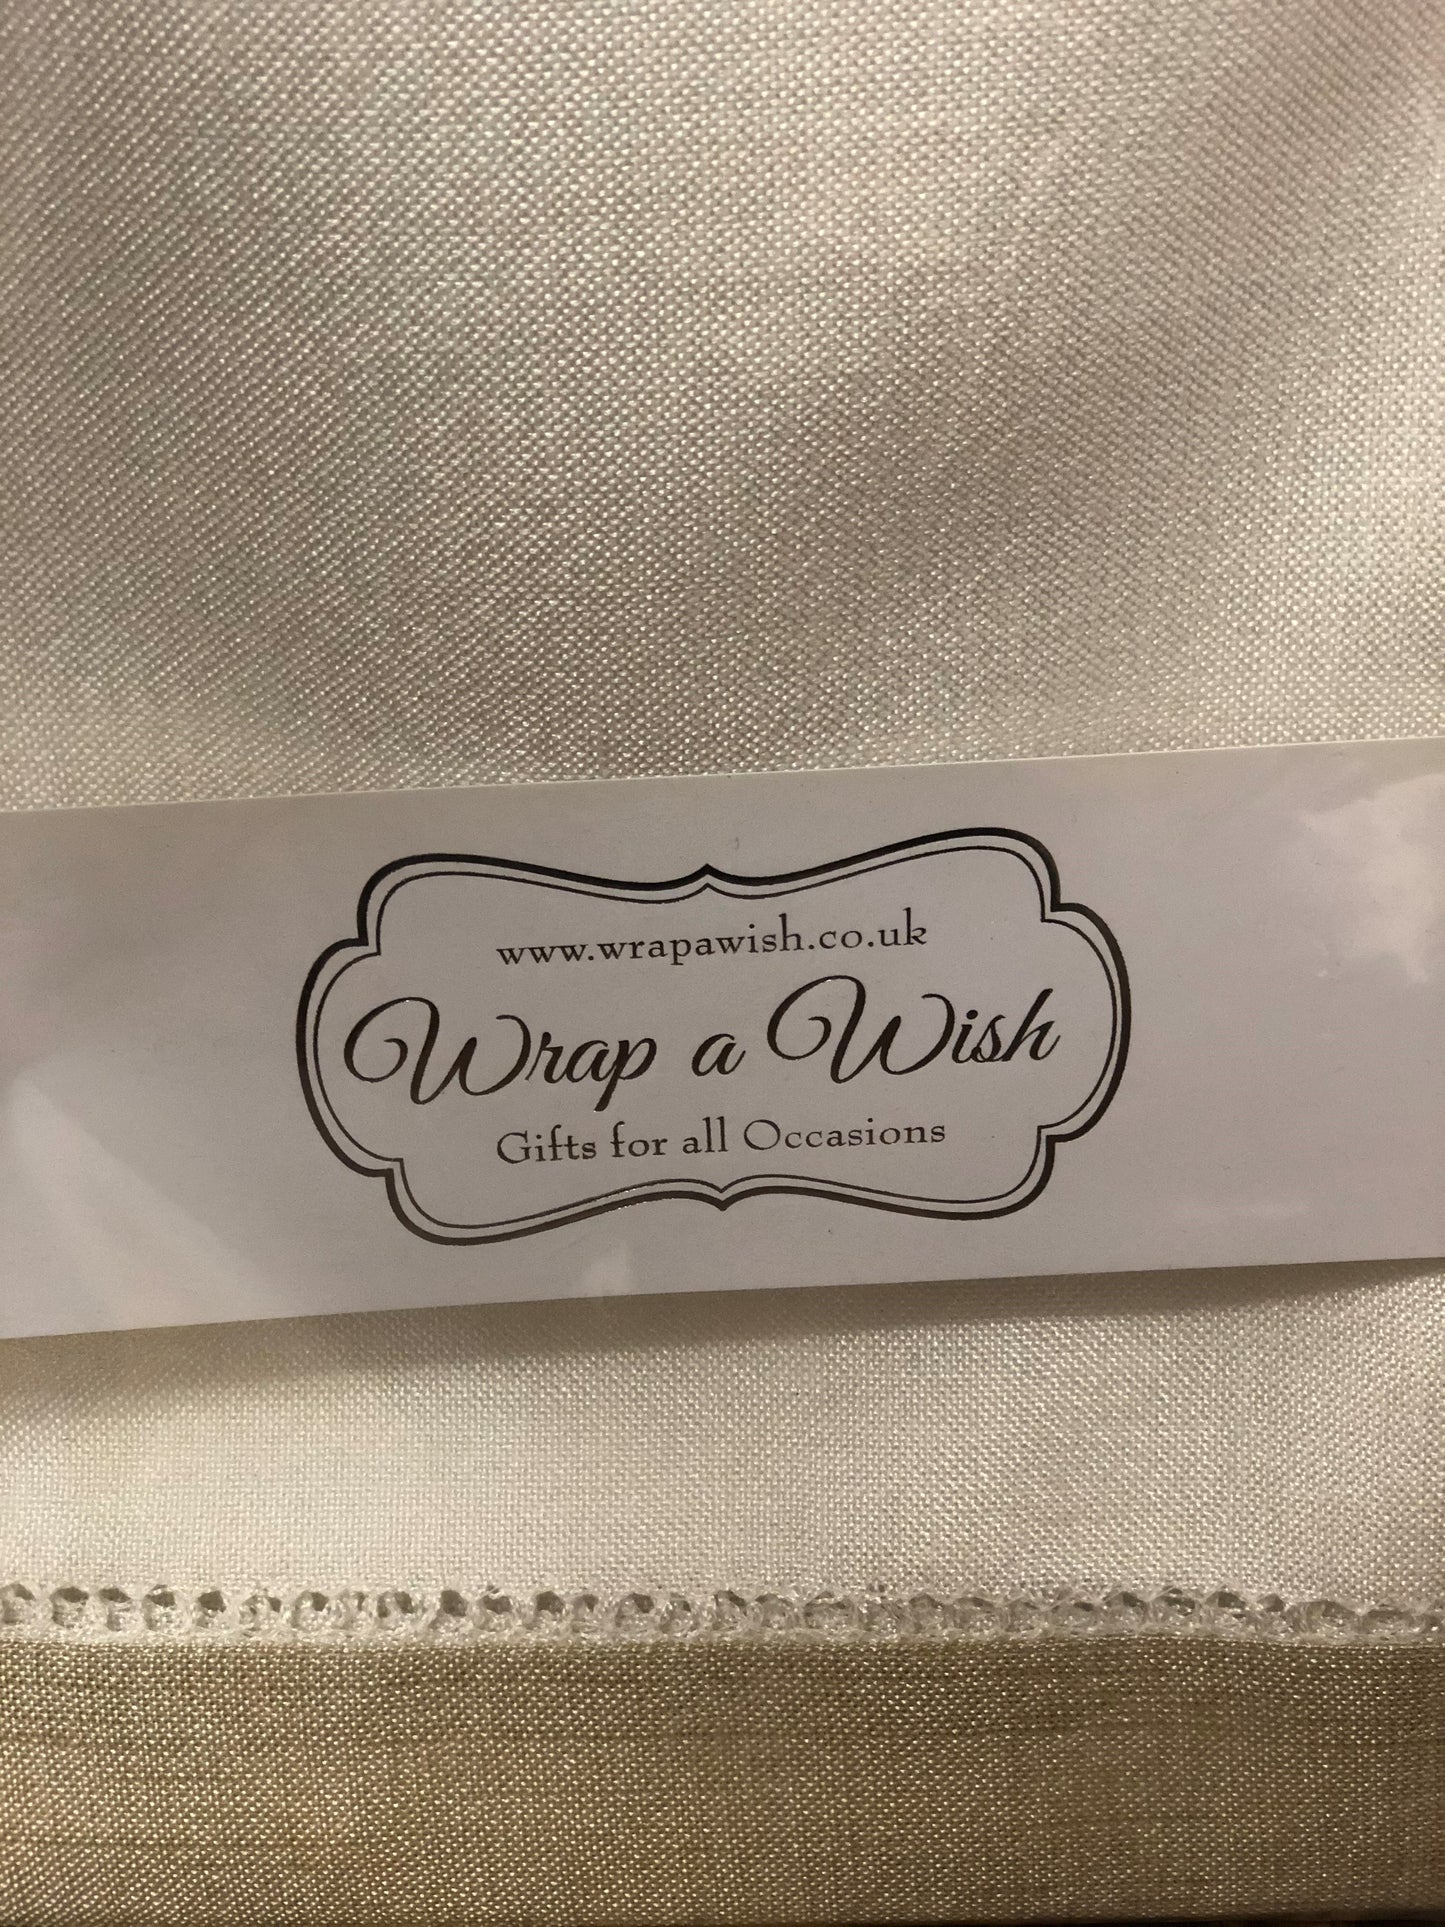 www.wrapawish.co.uk
Wrap a Wish
Gifts for all Occasions